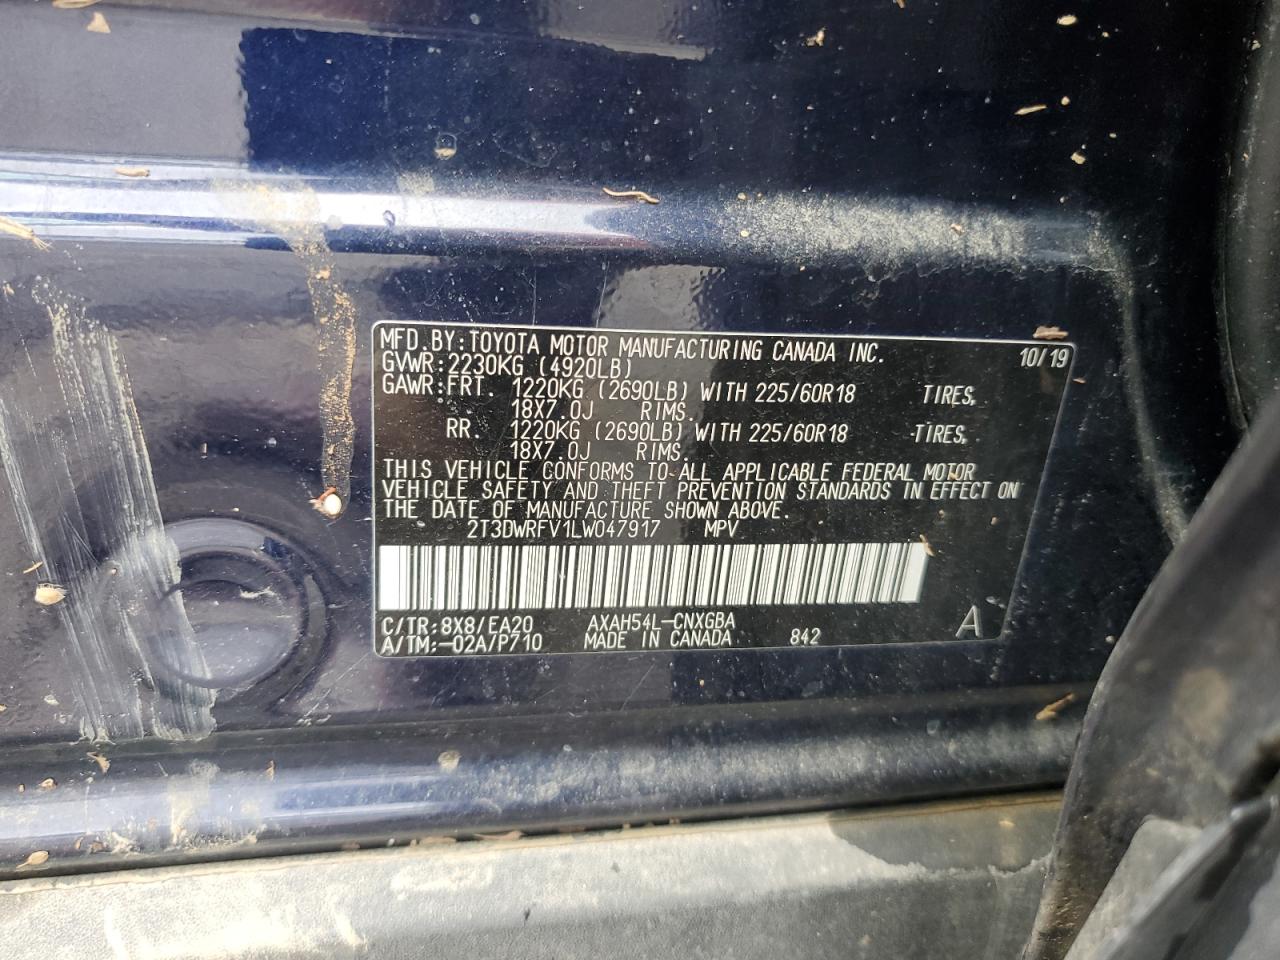 MFD.BY:TOYOTA MOTOR MANUFACTURING CANADA INC. 10/19
GVWR:2230KG (4920LB)
GAWR:FRT. 1220KG (2690LB) WITH 225/60R18 TIRES,
18X7.0J RIMS.
RR. 1220KG (2690LB) WITH 225/60R18 TIRES,
18X7.0J RIMS.
THIS VEHICLE CONFORMS TO ALL APPLICABLE FEDERAL MOTOR
VEHICLE SAFETY AND THEFT PREVENTION STANDARDS IN EFFECT ON
THE DATE OF MANUFACTURE SHOWN ABOVE.
2T3DWRFV1LW047917 MPV
C/TR:8X8/EA20 AXAH54L-CNXGBA
A/TM:-02A/P710 MADE IN CANADA 842 A